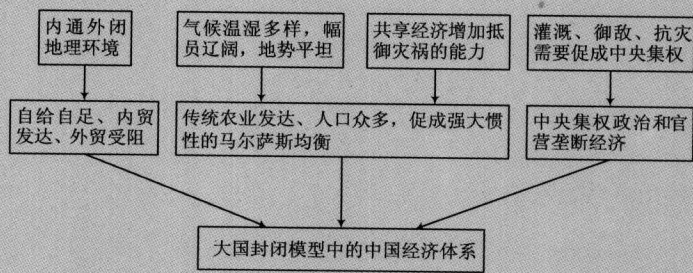 内通外闭
地理环境
气候温湿多样，幅
员辽阔，地势平坦
共享经济增加抵
御灾祸的能力
灌溉、御敌、抗灾
需要促成中央集权
自给自足、内贸
发达、外贸受阻
传统农业发达、人口众多，促成强大惯
性的马尔萨斯均衡
中央集权政治和官
营垄断经济
大国封闭模型中的中国经济体系